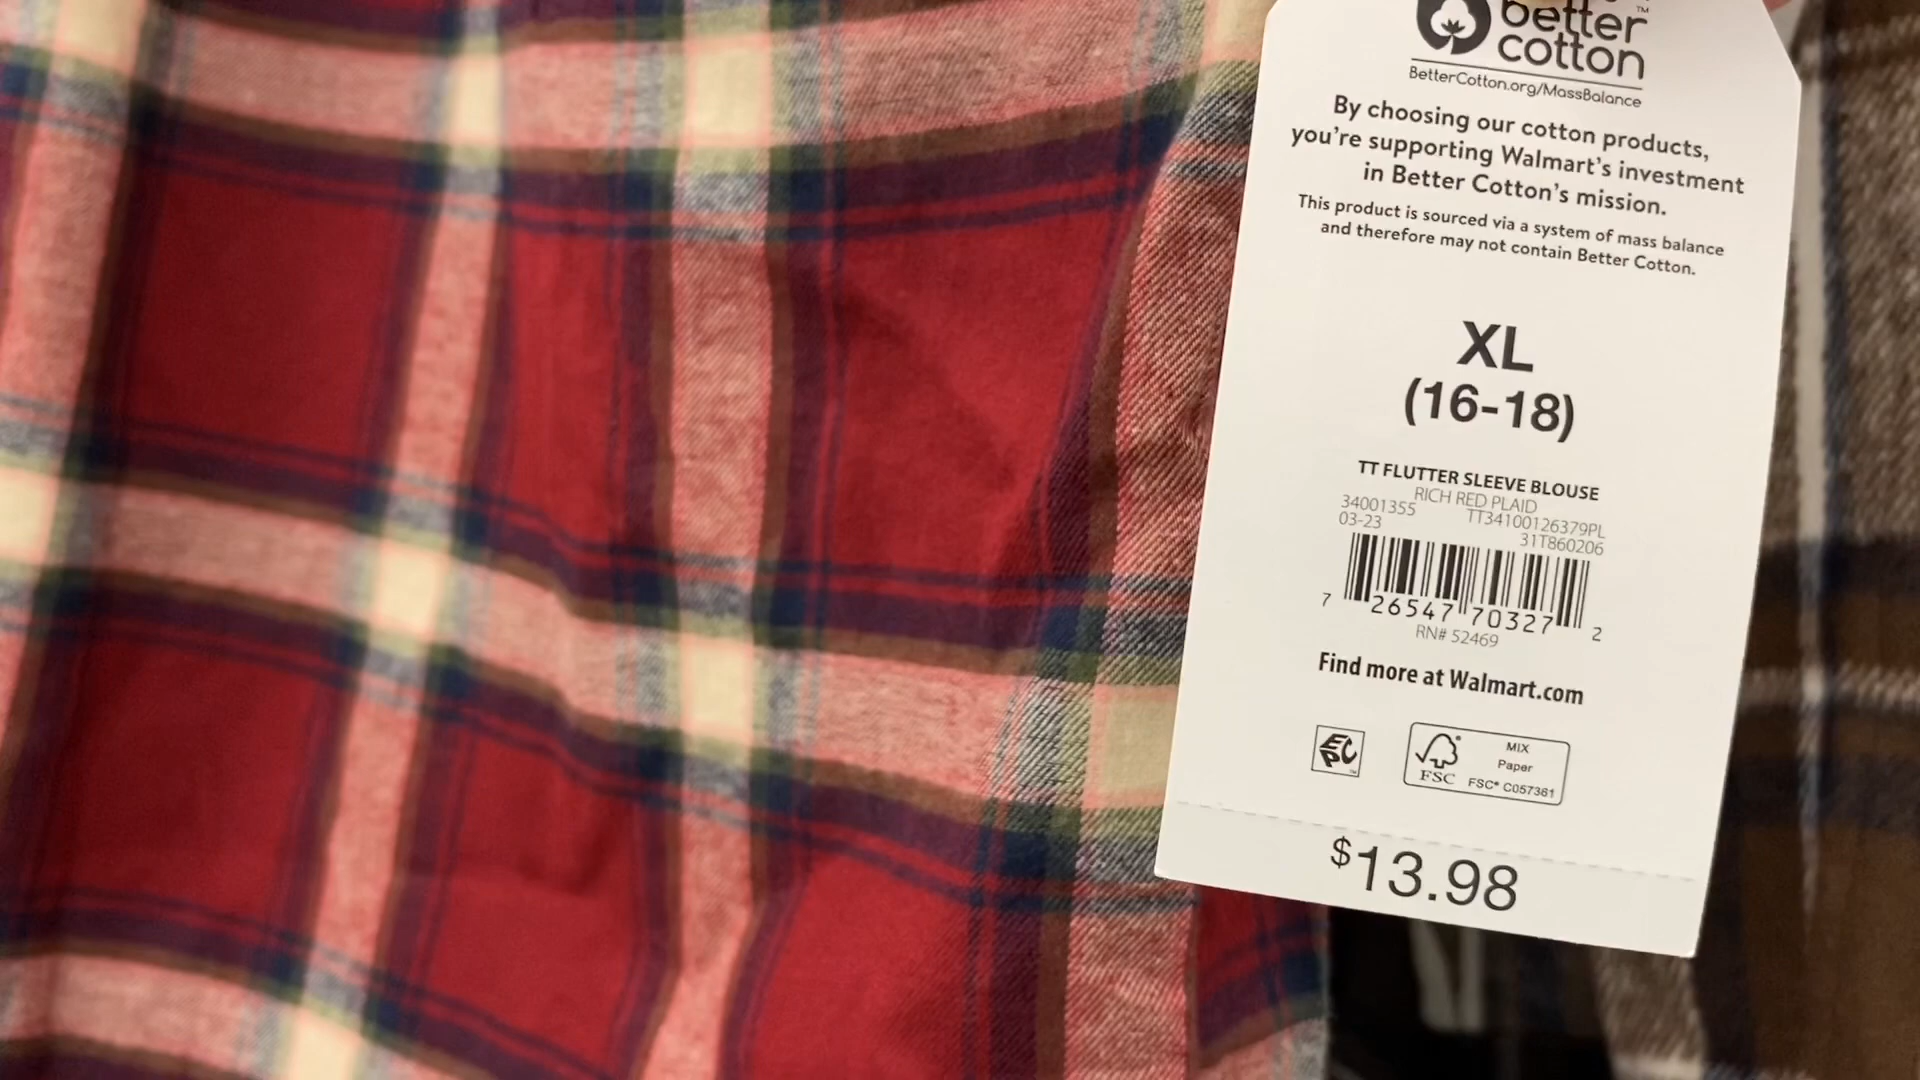 better™
cotton
BetterCotton.org/MassBalance
By choosing our cotton products,
you're supporting Walmart's investment
in Better Cotton's mission.
This product is sourced via a system of mass balance
and therefore may not contain Better Cotton.
XL
(16-18)
TT FLUTTER SLEEVE BLOUSE
RICH RED PLAID
34001355 TT34100126379PL
03-23 31T860206
7 26547 70327 2
RN# 52469
Find more at Walmart.com
EPC™
FSC® MIX
Paper
FSC® C057381
$13.98